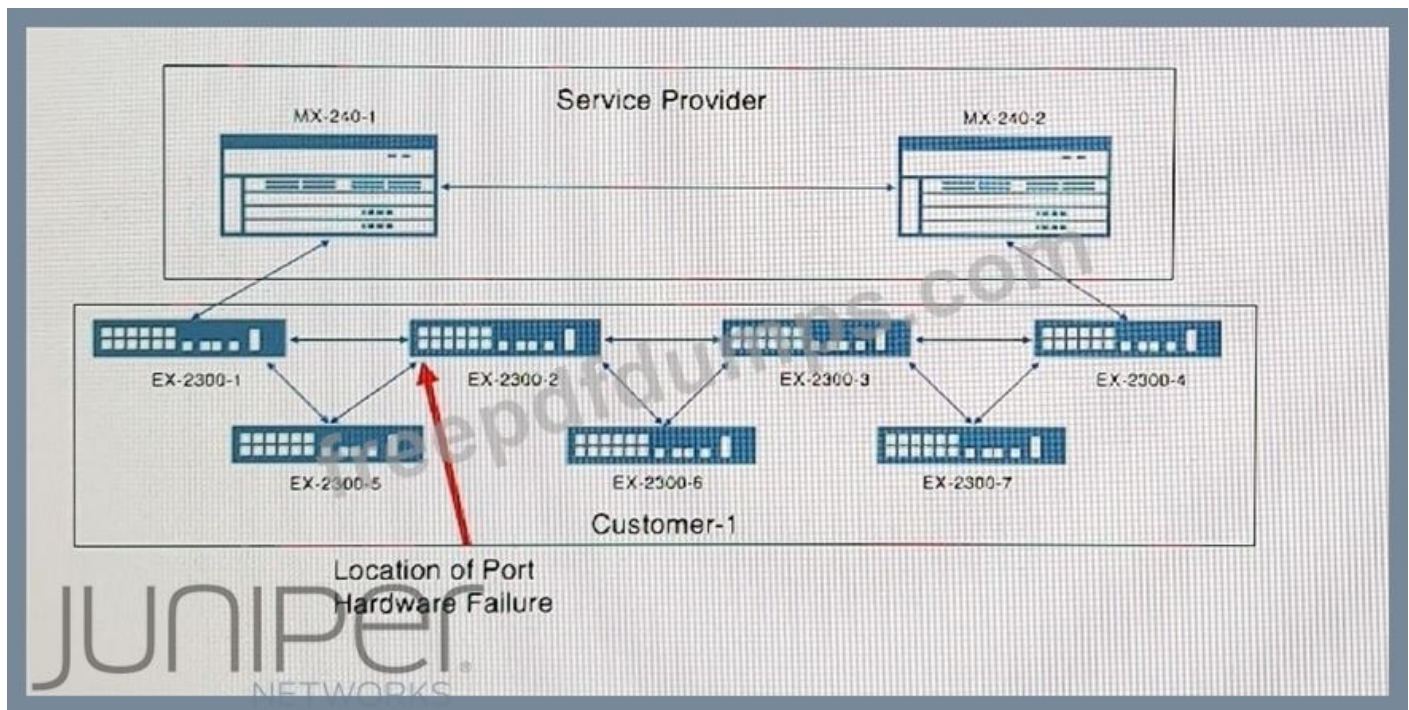 Service Provider
MX-240-1
MX-240-2
EX-2300-1
EX-2300-2
EX-2300-3
EX-2300-4
EX-2300-5
EX-2300-6
EX-2300-7
Customer-1
Location of Port
Hardware Failure
freepdfdumps.com
JUNIPEr
NETWORKS